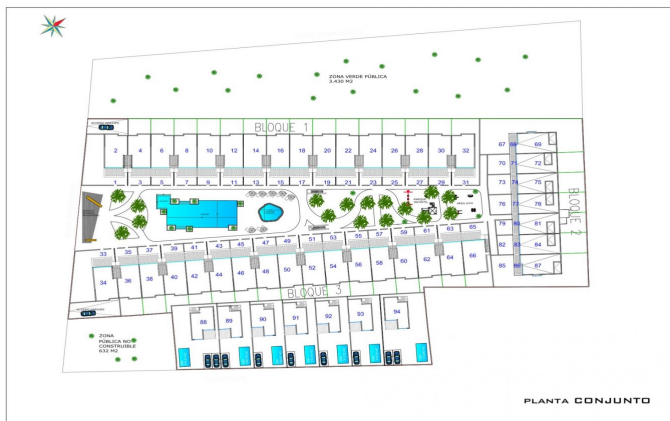 ZONA VERDE PÚBLICA
3.430 M2
BLOQUE 1
2 4 6 8 10 12 14 16 18 20 22 24 26 28 30 32
1 3 5 7 9 11 13 15 17 19 21 23 25 27 29 31
67 68 69
70 71 72
73 74 75
76 77 78
79 80 81
82 83 84
85 86 87
BLOQUE 2
33 35 37 39 41 43 45 47 49 51 53 55 57 59 61 63 65
34 36 38 40 42 44 46 48 50 52 54 56 58 60 62 64 66
BLOQUE 3
88 89 90 91 92 93 94
ZONA
PÚBLICA NO
CONSTRUIBLE
632 M2
PLANTA CONJUNTO